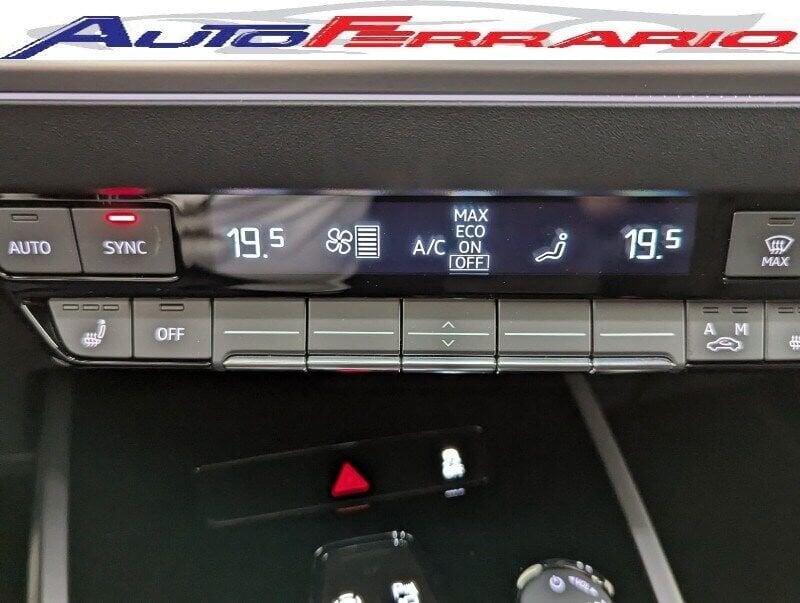 AUTOFERRARIO
AUTO
SYNC
19.5
A/C
MAX
ECO
ON
OFF
19.5
MAX
OFF
A M